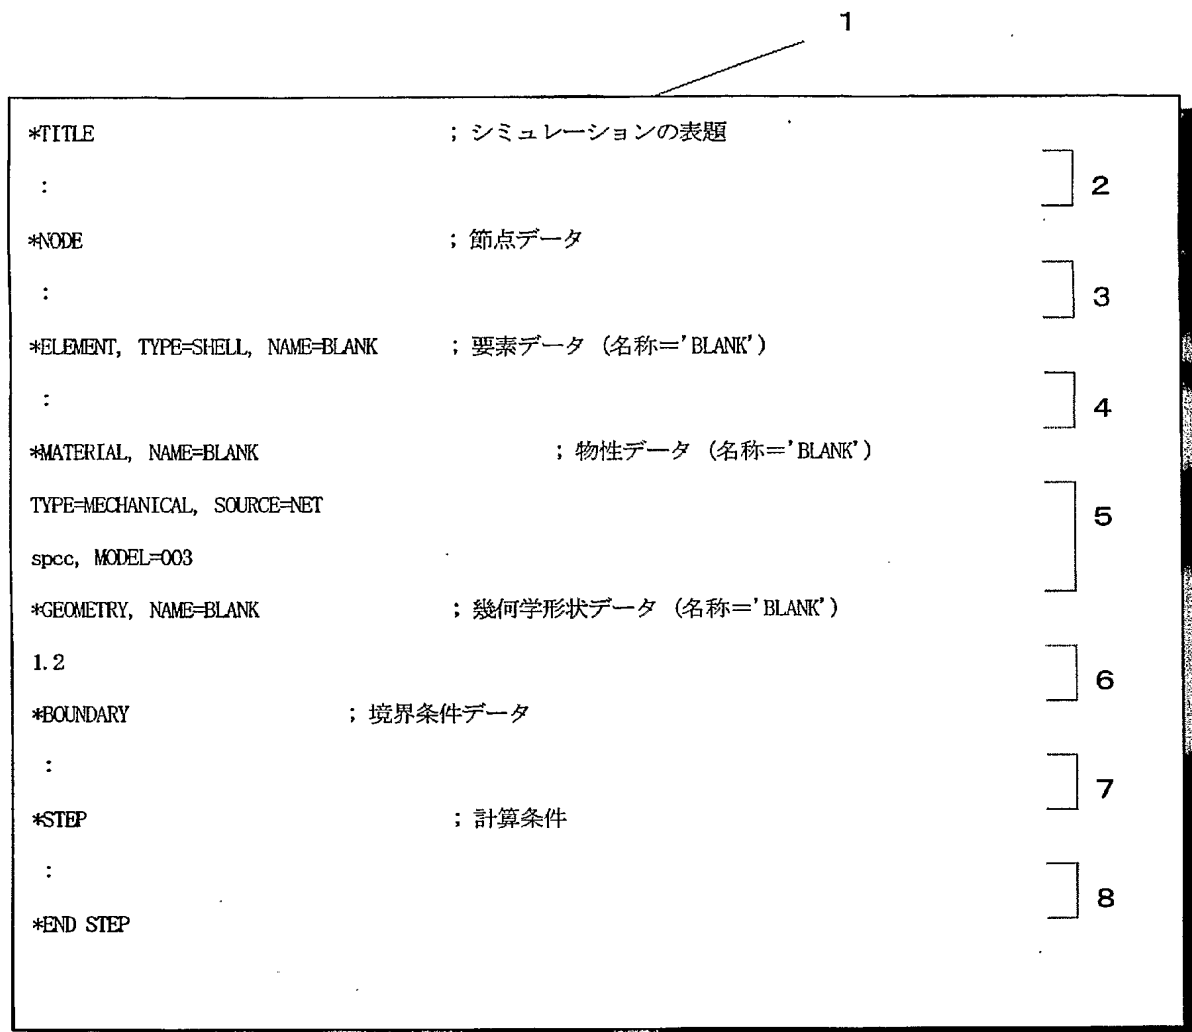 1
*TITLE ; シミュレーションの表題
: 2
*NODE ; 節点データ
: 3
*ELEMENT, TYPE=SHELL, NAME=BLANK ; 要素データ (名称='BLANK')
: 4
*MATERIAL, NAME=BLANK ; 物性データ (名称='BLANK')
TYPE=MECHANICAL, SOURCE=NET 5
spcc, MODEL=003
*GEOMETRY, NAME=BLANK ; 幾何学形状データ (名称='BLANK')
1.2 6
*BOUNDARY ; 境界条件データ
: 7
*STEP ; 計算条件
: 8
*END STEP